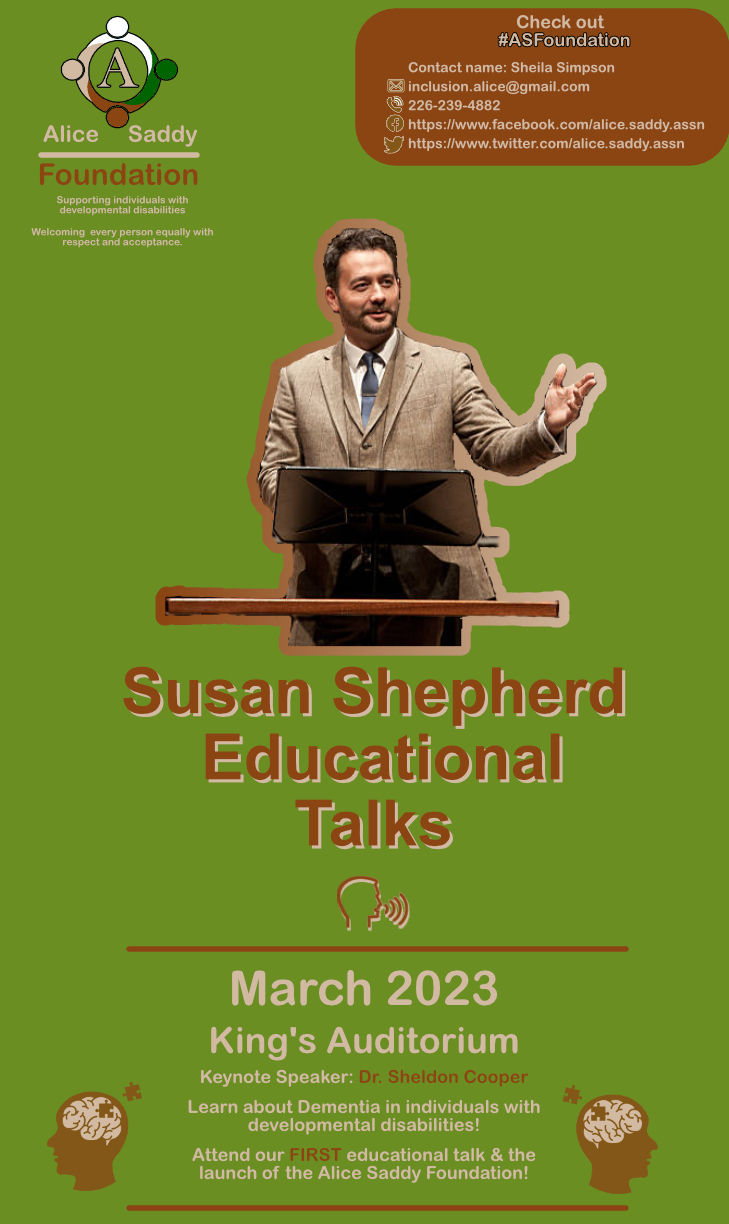 A
Alice Saddy
Foundation
Supporting individuals with
developmental disabilities
Welcoming every person equally with
respect and acceptance.
Check out
#ASFoundation
Contact name: Sheila Simpson
inclusion.alice@gmail.com
226-239-4882
https://www.facebook.com/alice.saddy.assn
https://www.twitter.com/alice.saddy.assn
Susan Shepherd
Educational
Talks
March 2023
King's Auditorium
Keynote Speaker: Dr. Sheldon Cooper
Learn about Dementia in individuals with
developmental disabilities!
Attend our FIRST educational talk & the
launch of the Alice Saddy Foundation!